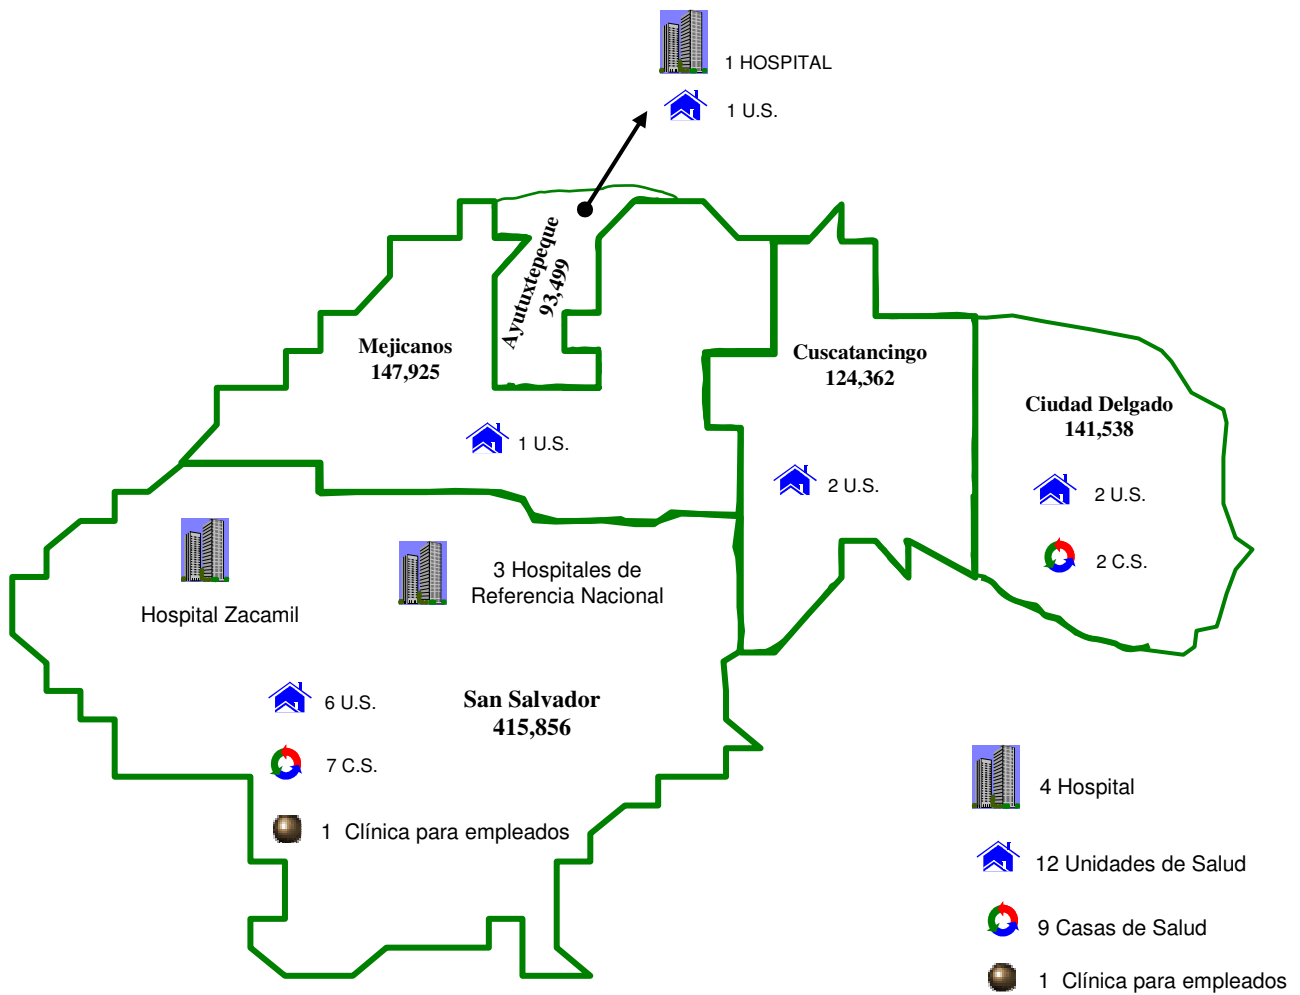 1 HOSPITAL
1 U.S.
Ayutuxtepeque
93,499
Mejicanos
147,925
1 U.S.
Cuscatancingo
124,362
2 U.S.
Ciudad Delgado
141,538
2 U.S.
2 C.S.
Hospital Zacamil
3 Hospitales de
Referencia Nacional
6 U.S.
San Salvador
415,856
7 C.S.
1 Clínica para empleados
4 Hospital
12 Unidades de Salud
9 Casas de Salud
1 Clínica para empleados